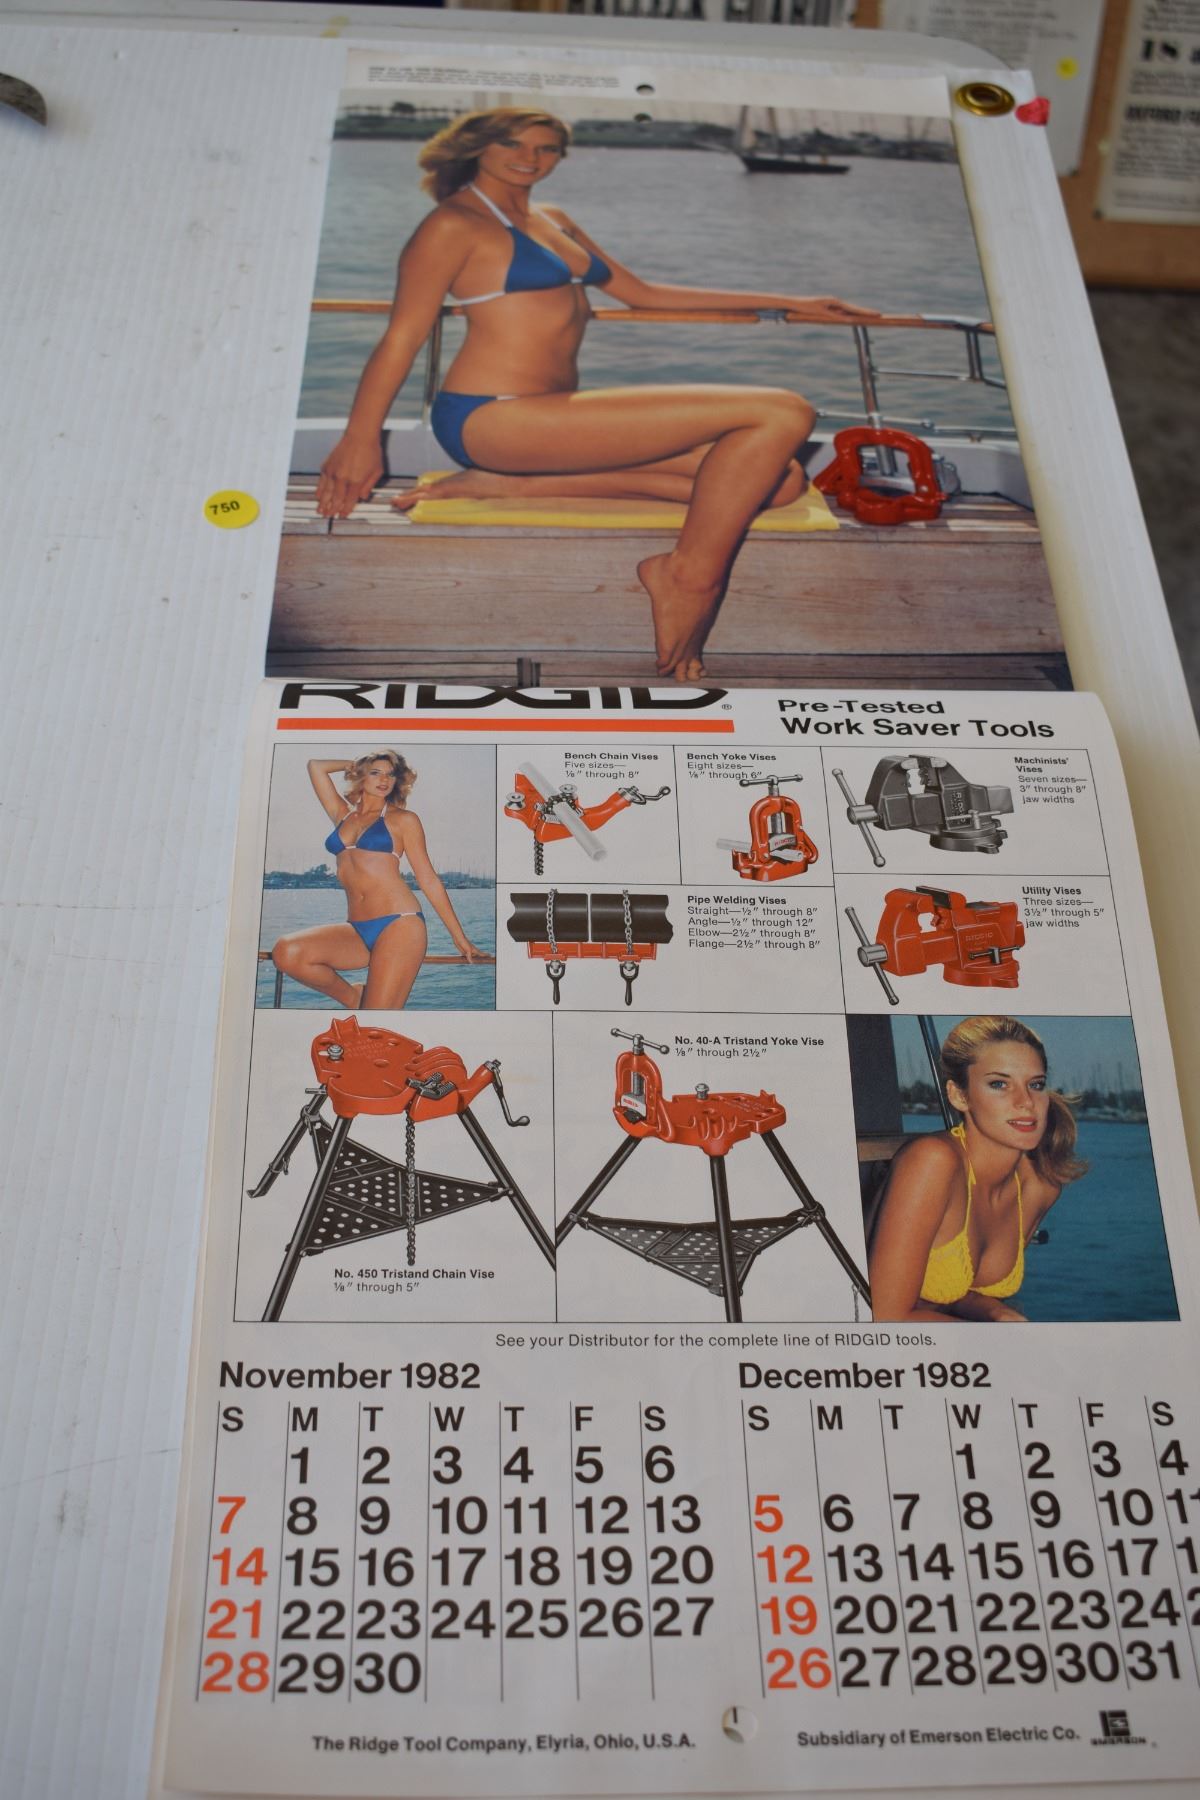 750
RIDGID®
Pre-Tested
Work Saver Tools
Bench Chain Vises
Five sizes—
⅛" through 8"
Bench Yoke Vises
Eight sizes—
⅛" through 6"
Machinists'
Vises
Seven sizes—
3" through 8"
jaw widths
RIDGID
Pipe Welding Vises
Straight—½" through 8"
Angle—½" through 12"
Elbow—2½" through 8"
Flange—2½" through 8"
Utility Vises
Three sizes—
3½" through 5"
jaw widths
RIDGID
No. 450 Tristand Chain Vise
⅛" through 5"
No. 40-A Tristand Yoke Vise
⅛" through 2½"
See your Distributor for the complete line of RIDGID tools.
November 1982
S M T W T F S
1 2 3 4 5 6
7 8 9 10 11 12 13
14 15 16 17 18 19 20
21 22 23 24 25 26 27
28 29 30
December 1982
S M T W T F S
1 2 3 4
5 6 7 8 9 10
12 13 14 15 16 17
19 20 21 22 23 24
26 27 28 29 30 31
The Ridge Tool Company, Elyria, Ohio, U.S.A.
Subsidiary of Emerson Electric Co.
EMERSON
18